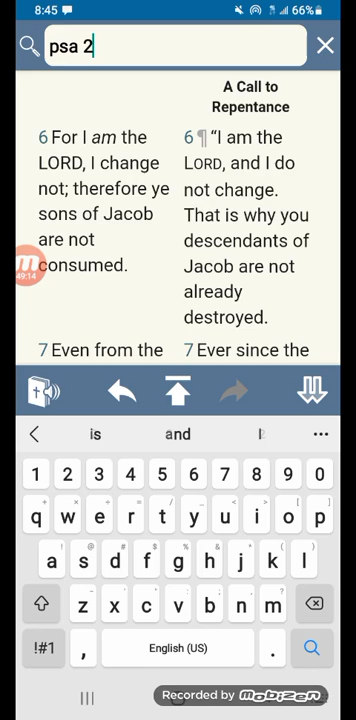 8:45 66%
psa 2
A Call to
Repentance
6 For I am the
LORD, I change
not; therefore ye
sons of Jacob
are not
consumed.
6 ¶ “I am the
LORD, and I do
not change.
That is why you
descendants of
Jacob are not
already
destroyed.
49:14
7 Even from the
7 Ever since the
is and
1 2 3 4 5 6 7 8 9 0
q w e r t y u i o p
a s d f g h j k l
z x c v b n m
!#1 , English (US) .
Recorded by mobizen